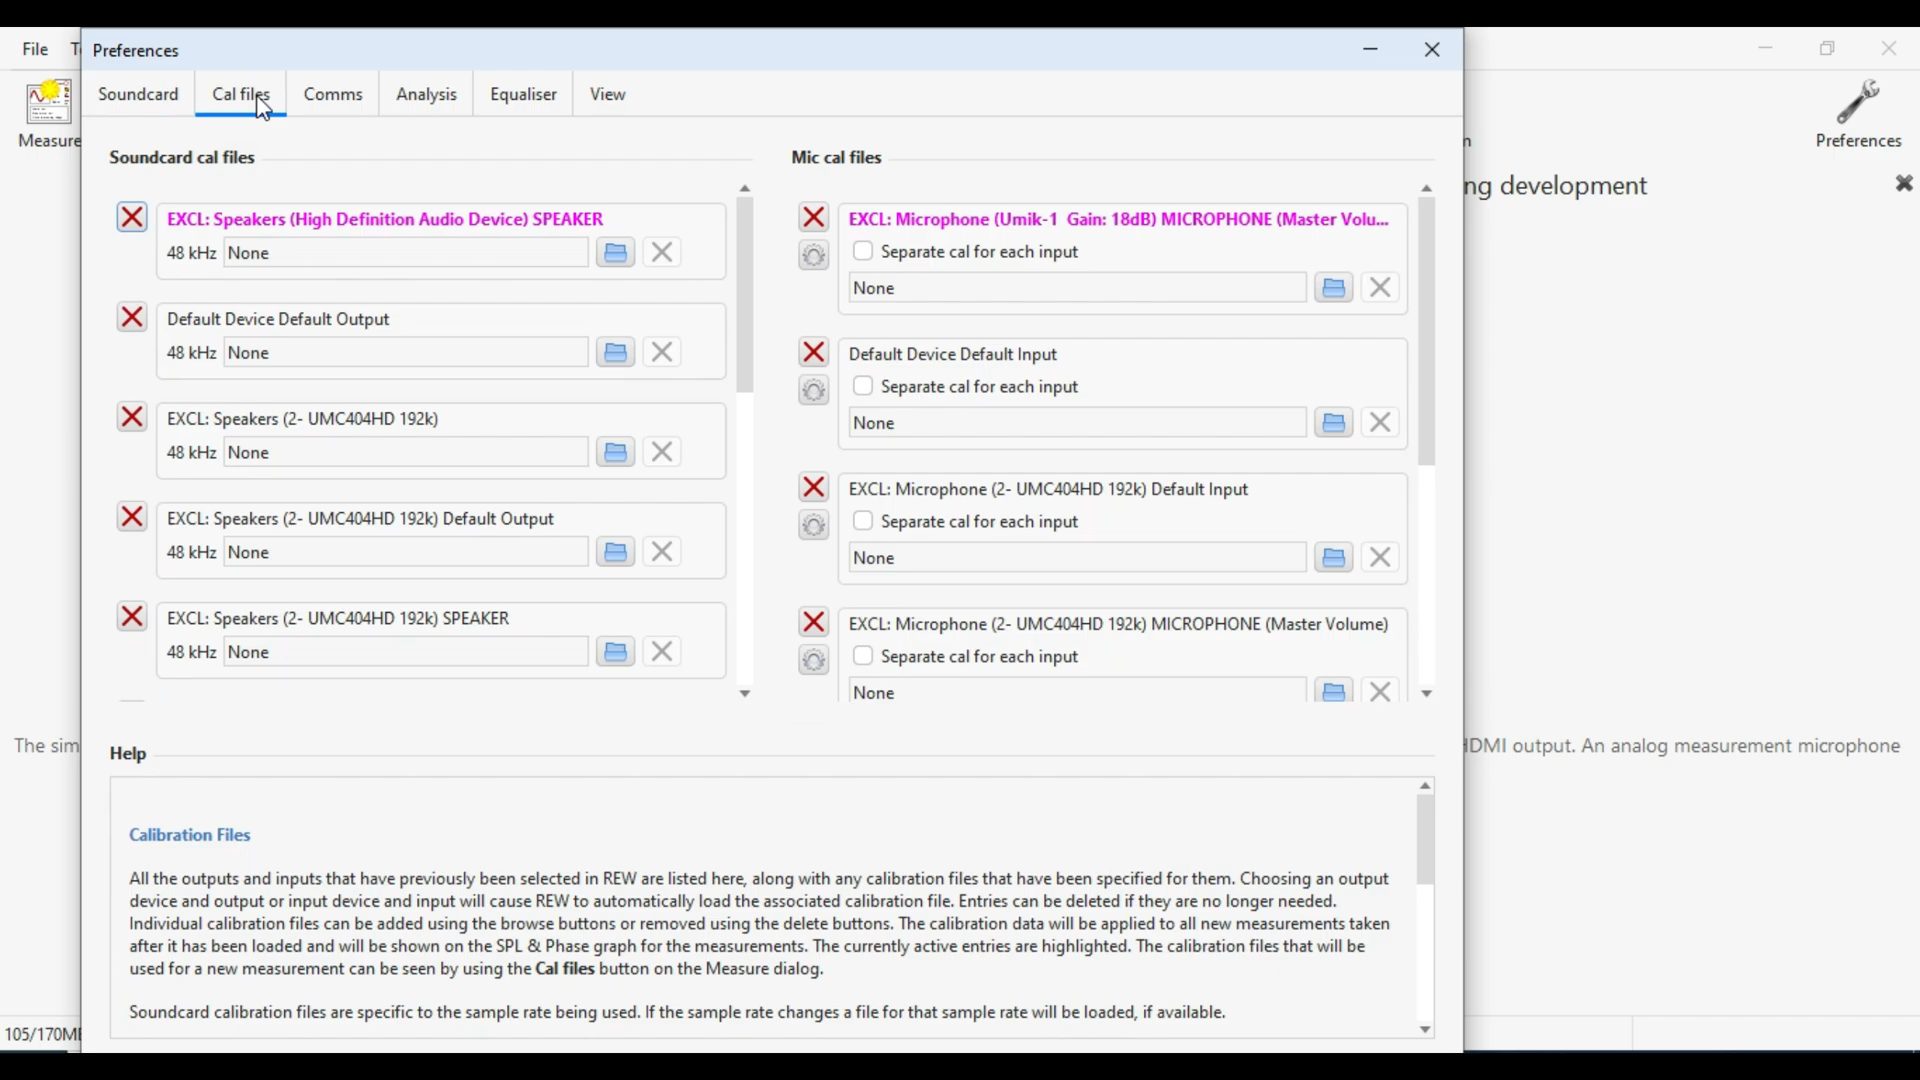 File
Preferences
Soundcard
Cal files
Comms
Analysis
Equaliser
View
Measure
Preferences
Soundcard cal files
EXCL: Speakers (High Definition Audio Device) SPEAKER
48 kHz None
Default Device Default Output
48 kHz None
EXCL: Speakers (2- UMC404HD 192k)
48 kHz None
EXCL: Speakers (2- UMC404HD 192k) Default Output
48 kHz None
EXCL: Speakers (2- UMC404HD 192k) SPEAKER
48 kHz None
Mic cal files
EXCL: Microphone (Umik-1 Gain: 18dB) MICROPHONE (Master Volu...
Separate cal for each input
None
Default Device Default Input
Separate cal for each input
None
EXCL: Microphone (2- UMC404HD 192k) Default Input
Separate cal for each input
None
EXCL: Microphone (2- UMC404HD 192k) MICROPHONE (Master Volume)
Separate cal for each input
None
ng development
The sim
HDMI output. An analog measurement microphone
Help
Calibration Files
All the outputs and inputs that have previously been selected in REW are listed here, along with any calibration files that have been specified for them. Choosing an output
device and output or input device and input will cause REW to automatically load the associated calibration file. Entries can be deleted if they are no longer needed.
Individual calibration files can be added using the browse buttons or removed using the delete buttons. The calibration data will be applied to all new measurements taken
after it has been loaded and will be shown on the SPL & Phase graph for the measurements. The currently active entries are highlighted. The calibration files that will be
used for a new measurement can be seen by using the Cal files button on the Measure dialog.
Soundcard calibration files are specific to the sample rate being used. If the sample rate changes a file for that sample rate will be loaded, if available.
105/170M